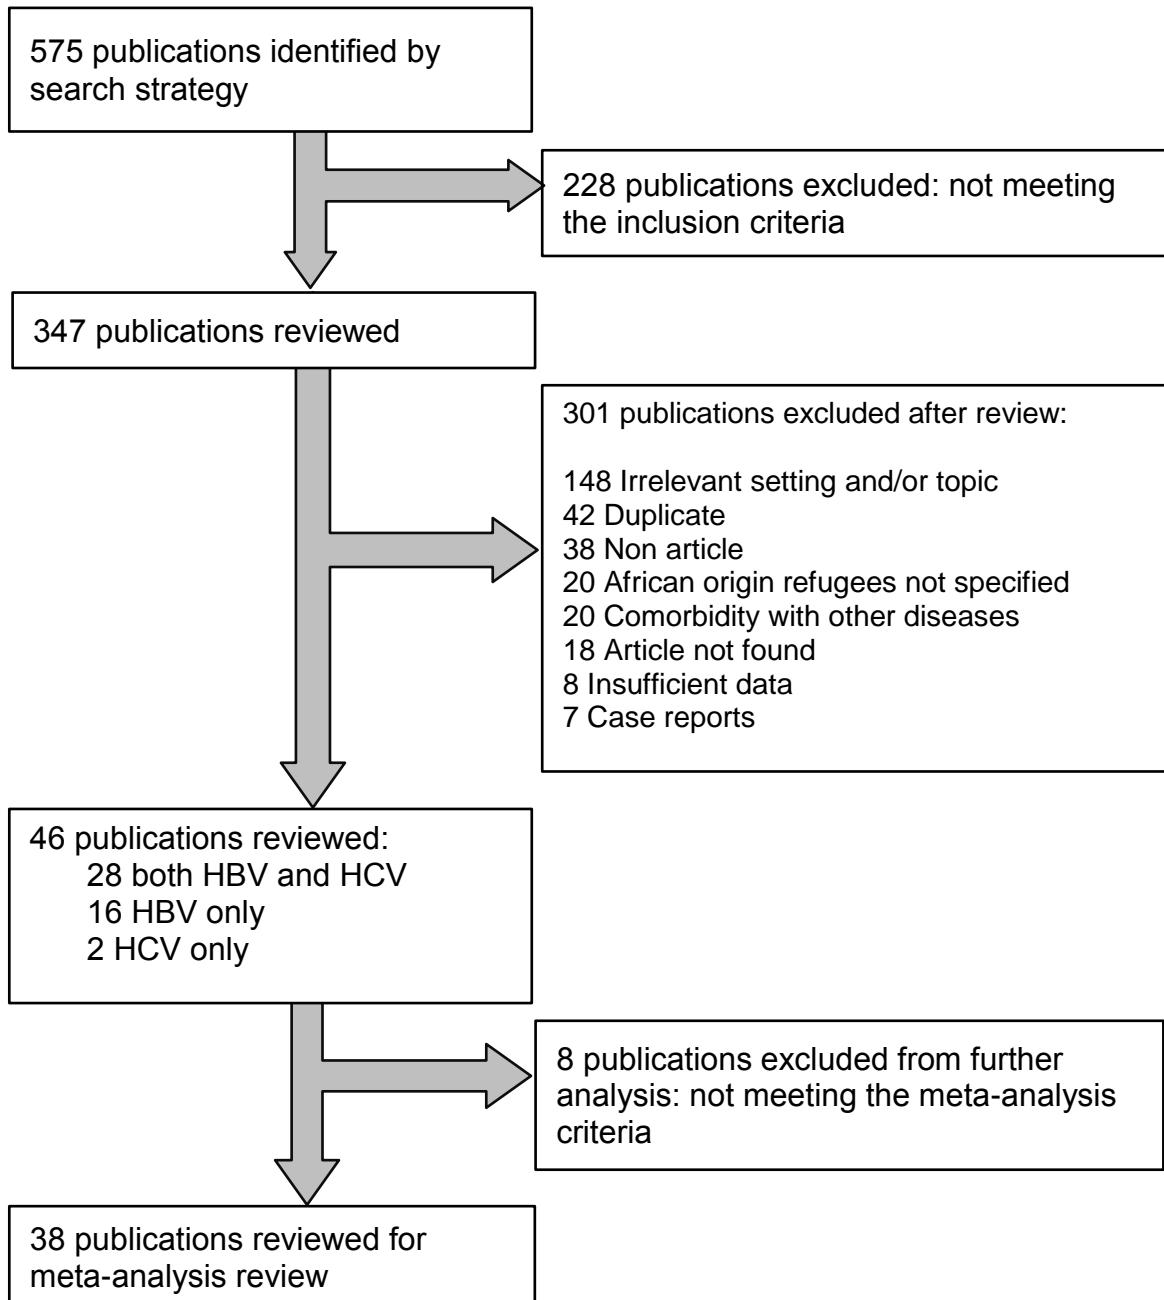 575 publications identified by
search strategy
228 publications excluded: not meeting
the inclusion criteria
347 publications reviewed
301 publications excluded after review:
148 Irrelevant setting and/or topic
42 Duplicate
38 Non article
20 African origin refugees not specified
20 Comorbidity with other diseases
18 Article not found
8 Insufficient data
7 Case reports
46 publications reviewed:
28 both HBV and HCV
16 HBV only
2 HCV only
8 publications excluded from further
analysis: not meeting the meta-analysis
criteria
38 publications reviewed for
meta-analysis review